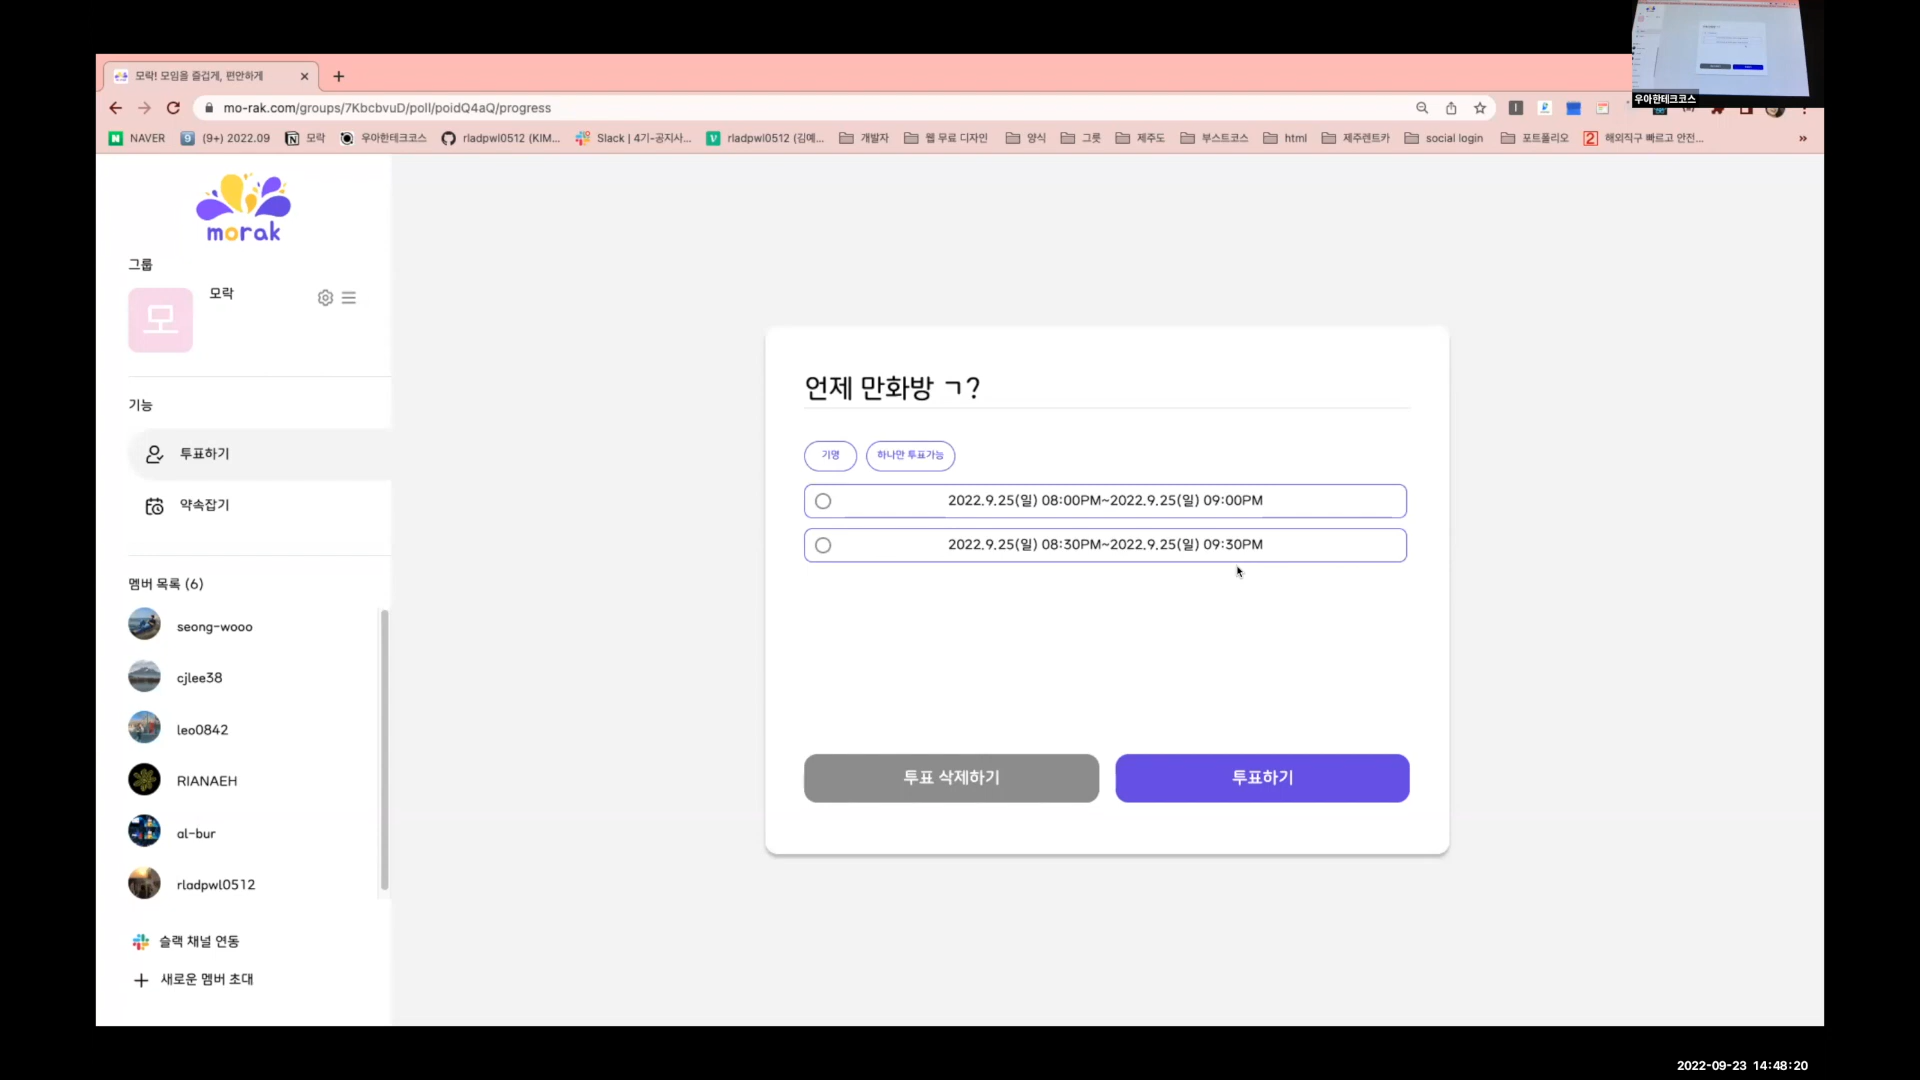 모락! 모임을 즐겁게, 편안하게
mo-rak.com/groups/7KbcbvuD/poll/poidQ4aQ/progress
우아한테크코스
NAVER
(9+) 2022.09
모락
우아한테크코스
rladpwl0512 (KIM...
Slack | 4기-공지사...
rladpwl0512 (김예...
개발자
웹 무료 디자인
양식
그릇
제주도
부스트코스
html
제주렌트카
social login
포트폴리오
해외직구 빠르고 안전...
»
morak
그룹
모
모락
기능
투표하기
약속잡기
멤버 목록 (6)
seong-wooo
cjlee38
leo0842
RIANAEH
al-bur
rladpwl0512
슬랙 채널 연동
새로운 멤버 초대
언제 만화방 ㄱ?
기명 하나만 투표가능
2022.9.25(일) 08:00PM~2022.9.25(일) 09:00PM
2022.9.25(일) 08:30PM~2022.9.25(일) 09:30PM
투표 삭제하기 투표하기
2022-09-23 14:48:20